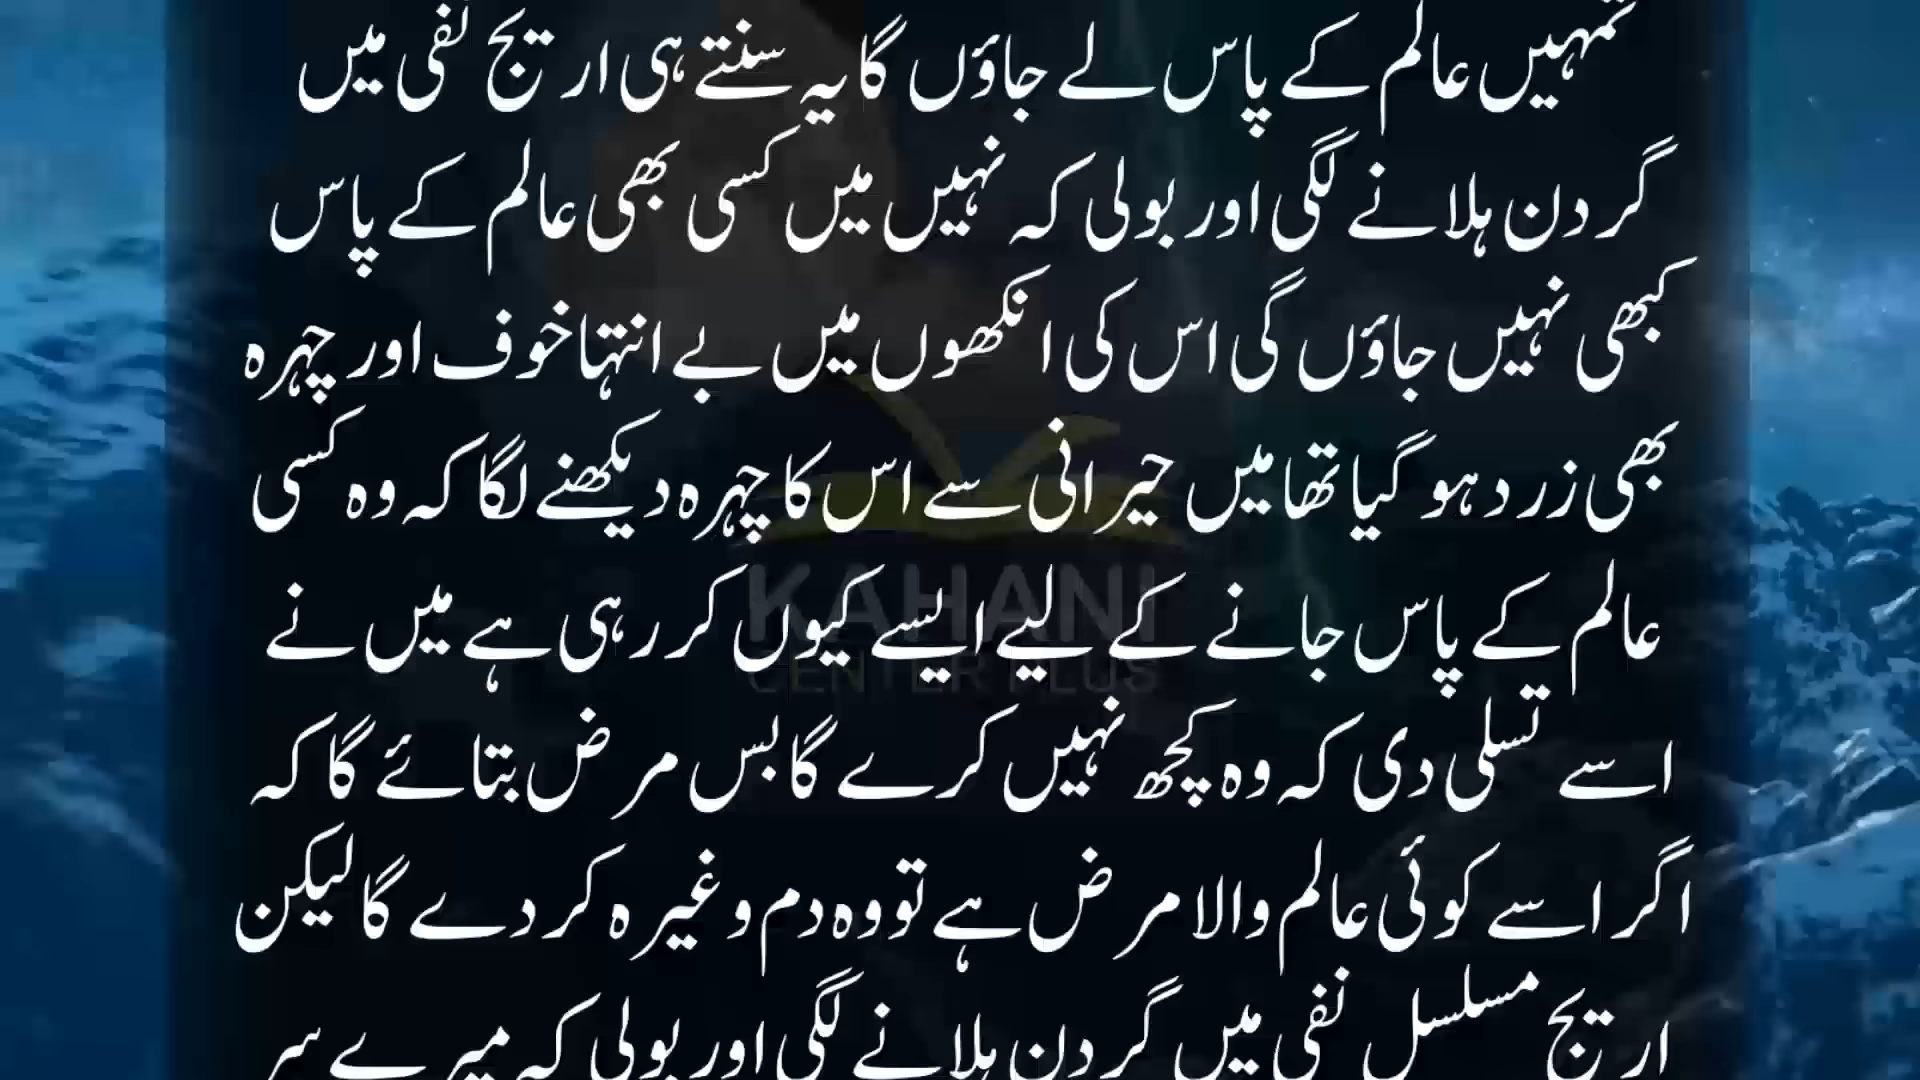 تمہیں عالم کے پاس لے جاؤں گا یہ سنتے ہی اریج نفی میں
گردن ہلانے لگی اور بولی کہ نہیں میں کسی بھی عالم کے پاس
کبھی نہیں جاؤں گی اس کی انکھوں میں بے انتہا خوف اور چہرہ
بھی زرد ہو گیا تھا میں حیرانی سے اس کا چہرہ دیکھنے لگا کہ وہ کسی
عالم کے پاس جانے کے لیے ایسے کیوں کر رہی ہے میں نے
KAHANI
CENTER PLUS
اسے تسلی دی کہ وہ کچھ نہیں کرے گا بس مرض بتائے گا کہ
اگر اسے کوئی عالم والا مرض ہے تو وہ دم وغیرہ کر دے گا لیکن
اریج مسلسل نفی میں گردن ہلانے لگی اور بولی کہ میرے سر